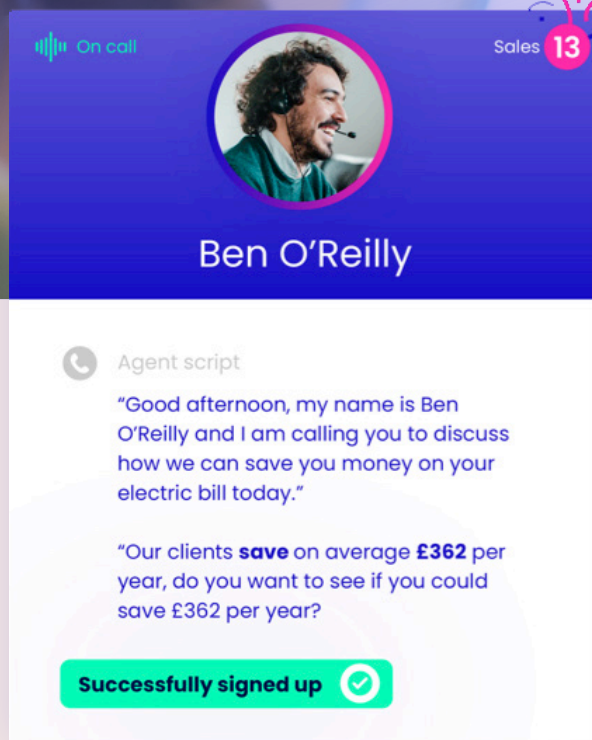 On call
Sales 13
Ben O’Reilly
Agent script
“Good afternoon, my name is Ben
O’Reilly and I am calling you to discuss
how we can save you money on your
electric bill today.”
“Our clients save on average £362 per
year, do you want to see if you could
save £362 per year?
Successfully signed up